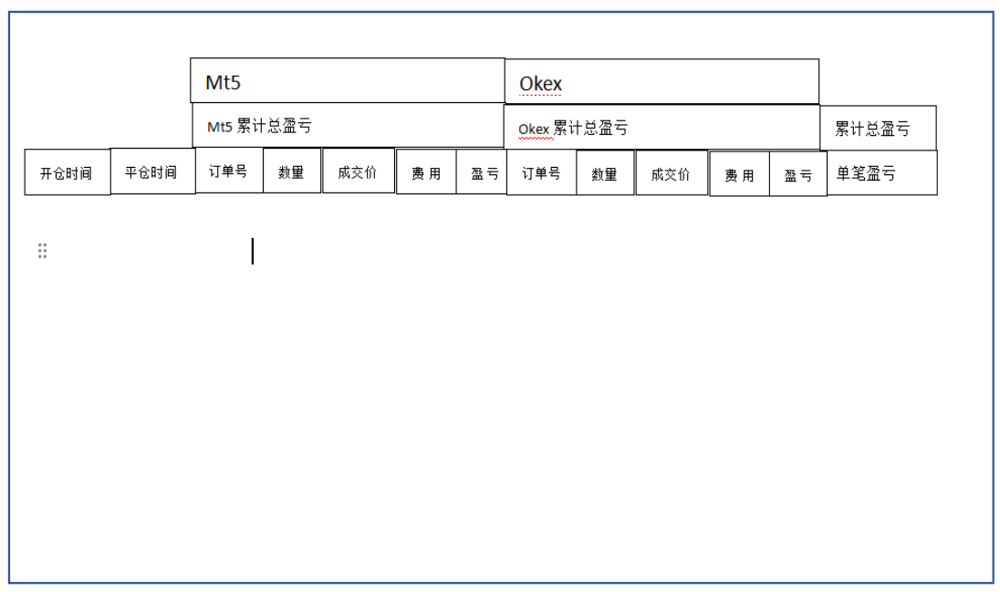 Mt5 Okex
Mt5 累计总盈亏 Okex 累计总盈亏 累计总盈亏
开仓时间 平仓时间 订单号 数量 成交价 费 用 盈 亏 订单号 数量 成交价 费 用 盈 亏 单笔盈亏